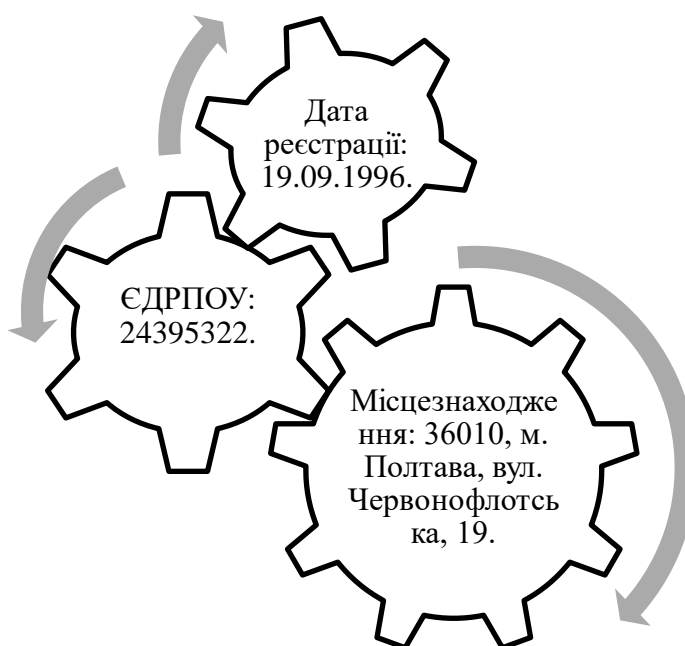 Дата
реєстрації:
19.09.1996.
ЄДРПОУ:
24395322.
Місцезнаходже
ння: 36010, м.
Полтава, вул.
Червонофлотсь
ка, 19.